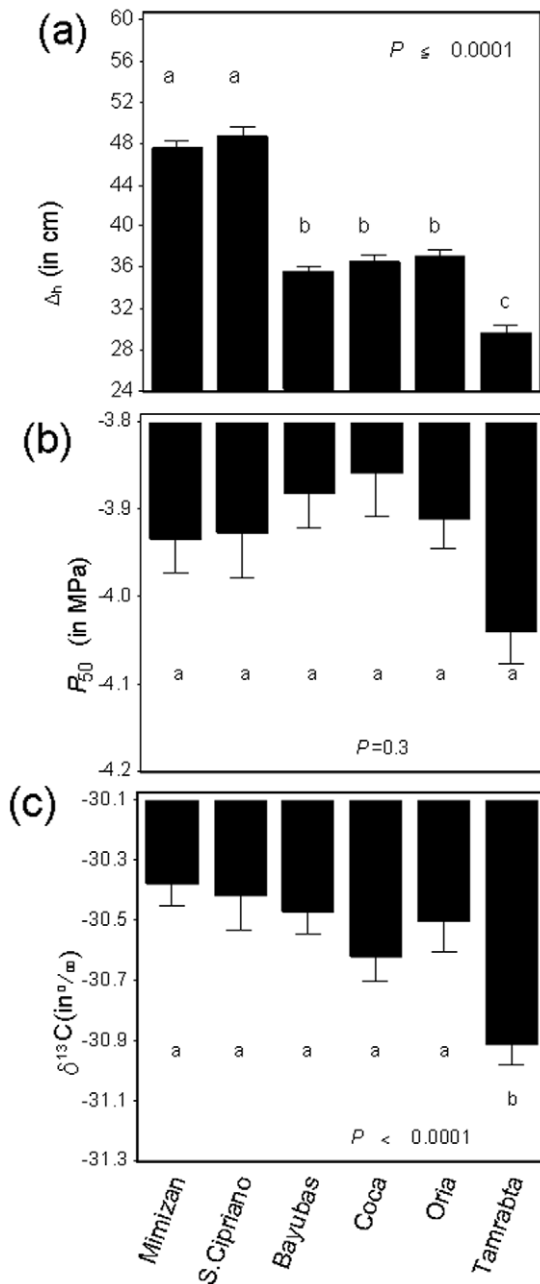 (a)
60
P ≦ 0.0001
56
a a
52
48
44
40
b b b
36
32
c
28
24
Δh (in cm)
(b)
-3.8
-3.9
-4.0
-4.1
a a a a a a
P=0.3
-4.2
P50 (in MPa)
(c)
-30.1
-30.3
-30.5
-30.7
-30.9
a a a a a
-31.1
b
P < 0.0001
-31.3
δ13C(inº/∞)
Mimizan
S.Cipriano
Bayubas
Coca
Oria
Tamrabta